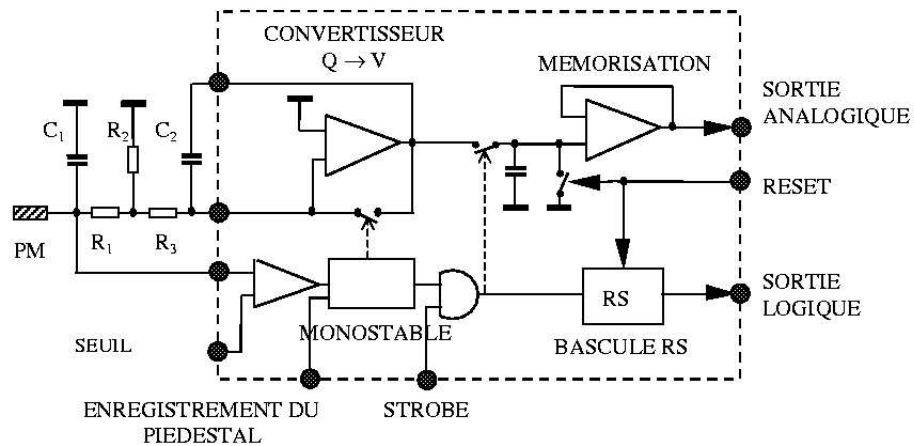 CONVERTISSEUR
Q → V
MEMORISATION
SORTIE
ANALOGIQUE
C₁
R₂
C₂
RESET
PM
R₁
R₃
RS
SORTIE
LOGIQUE
MONOSTABLE
SEUIL
BASCULE RS
ENREGISTREMENT DU
PIEDESTAL
STROBE